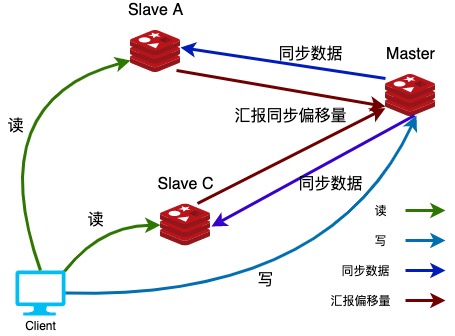 Slave A
同步数据
Master
读
汇报同步偏移量
Slave C
同步数据
读
写
Client
读
写
同步数据
汇报偏移量